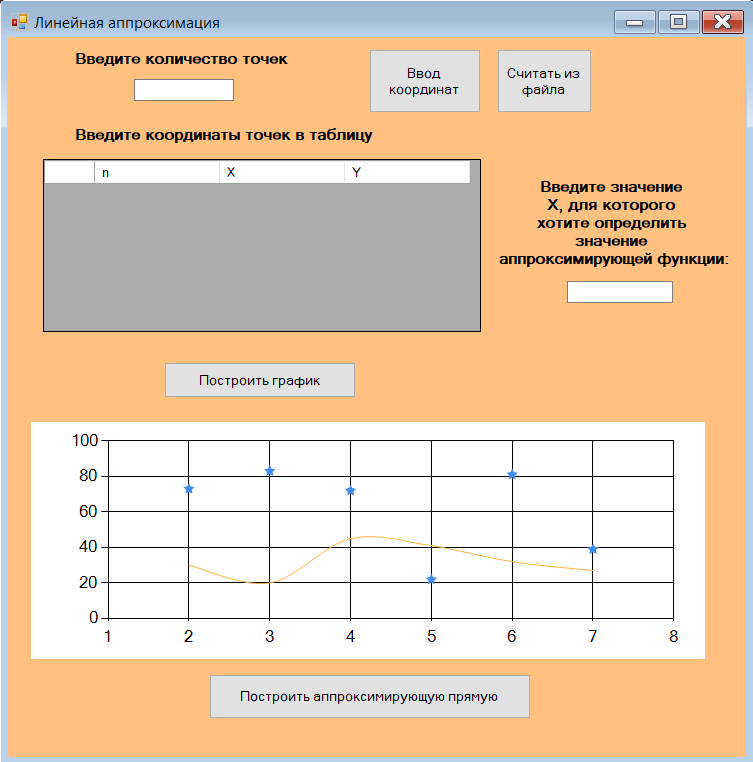 Линейная аппроксимация
Введите количество точек
Ввод
координат
Считать из
файла
Введите координаты точек в таблицу
n X Y
Введите значение
X, для которого
хотите определить
значение
аппроксимирующей функции:
Построить график
100
80
60
40
20
0
1 2 3 4 5 6 7 8
Построить аппроксимирующую прямую